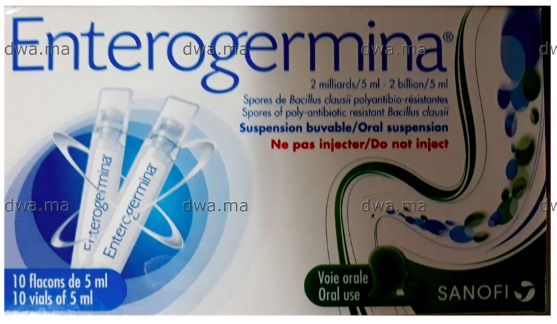 Enterogermina®
dwa.ma dwa.ma dwa.ma
2 milliards/5 ml - 2 billion/5 ml
Spores de Bacillus clausii polyantibio-résistantes
Spores of poly-antibiotic resistant Bacillus clausii
Suspension buvable/Oral suspension
Ne pas injecter/Do not inject
Enterogermina®
Enterogermina®
dwa.ma dwa.ma dwa.ma
10 flacons de 5 ml
10 vials of 5 ml
Voie orale
Oral use
SANOFI